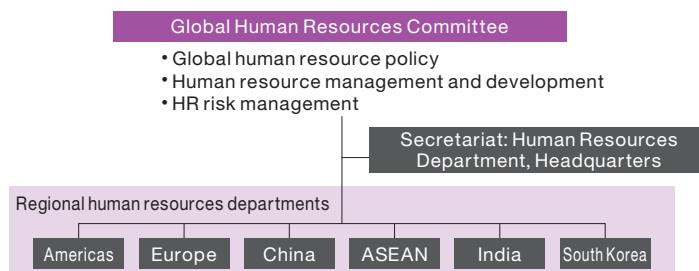 Global Human Resources Committee
• Global human resource policy
• Human resource management and development
• HR risk management
Secretariat: Human Resources
Department, Headquarters
Regional human resources departments
Americas
Europe
China
ASEAN
India
South Korea